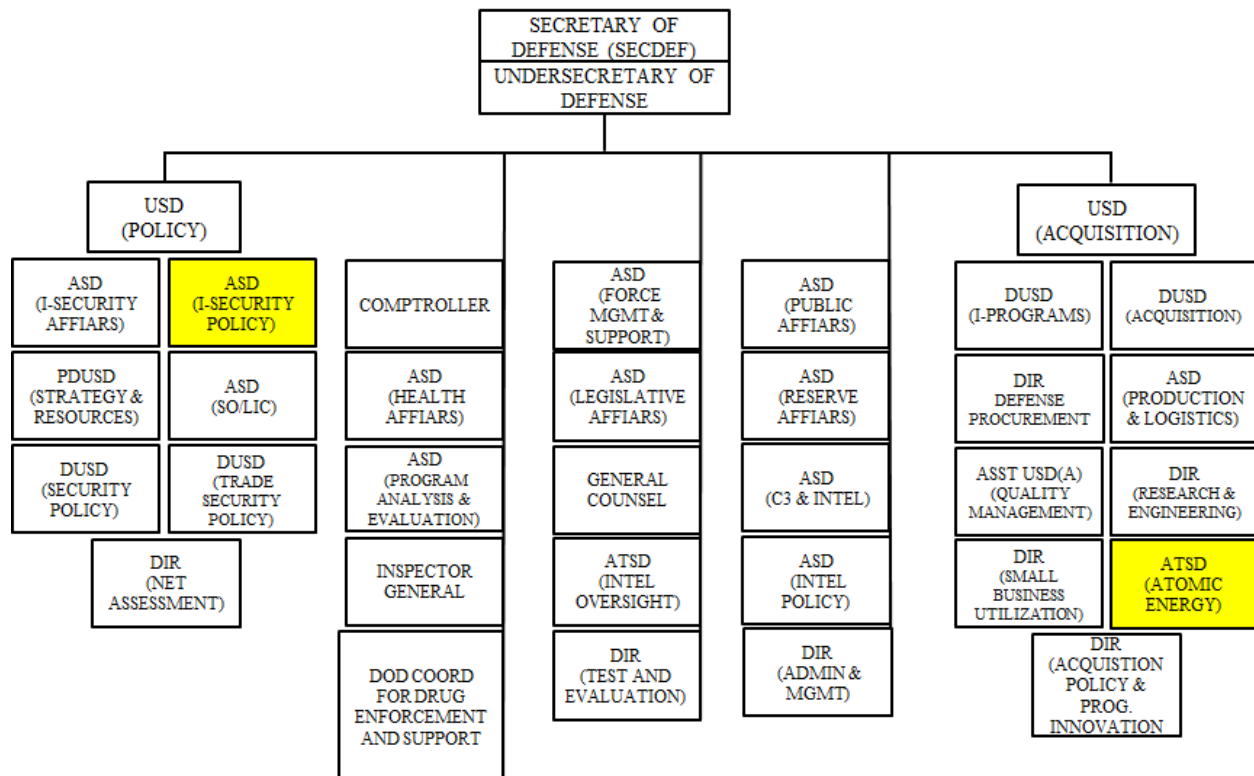 SECRETARY OF
DEFENSE (SECDEF)
UNDERSECRETARY OF
DEFENSE
USD
(POLICY)
USD
(ACQUISITION)
ASD
(I-SECURITY
AFFIARS)
ASD
(I-SECURITY
POLICY)
PDUSD
(STRATEGY &
RESOURCES)
ASD
(SO/LIC)
DUSD
(SECURITY
POLICY)
DUSD
(TRADE
SECURITY
POLICY)
DIR
(NET
ASSESSMENT)
COMPTROLLER
ASD
(HEALTH
AFFIARS)
ASD
(PROGRAM
ANALYSIS &
EVALUATION)
INSPECTOR
GENERAL
DOD COORD
FOR DRUG
ENFORCEMENT
AND SUPPORT
ASD
(FORCE
MGMT &
SUPPORT)
ASD
(LEGISLATIVE
AFFIARS)
GENERAL
COUNSEL
ATSD
(INTEL
OVERSIGHT)
DIR
(TEST AND
EVALUATION)
ASD
(PUBLIC
AFFIARS)
ASD
(RESERVE
AFFIARS)
ASD
(C3 & INTEL)
ASD
(INTEL
POLICY)
DIR
(ADMIN &
MGMT)
DUSD
(I-PROGRAMS)
DUSD
(ACQUISITION)
DIR
DEFENSE
PROCUREMENT
ASD
(PRODUCTION
& LOGISTICS)
ASST USD(A)
(QUALITY
MANAGEMENT)
DIR
(RESEARCH &
ENGINEERING)
DIR
(SMALL
BUSINESS
UTILIZATION)
ATSD
(ATOMIC
ENERGY)
DIR
(ACQUISTION
POLICY &
PROG.
INNOVATION